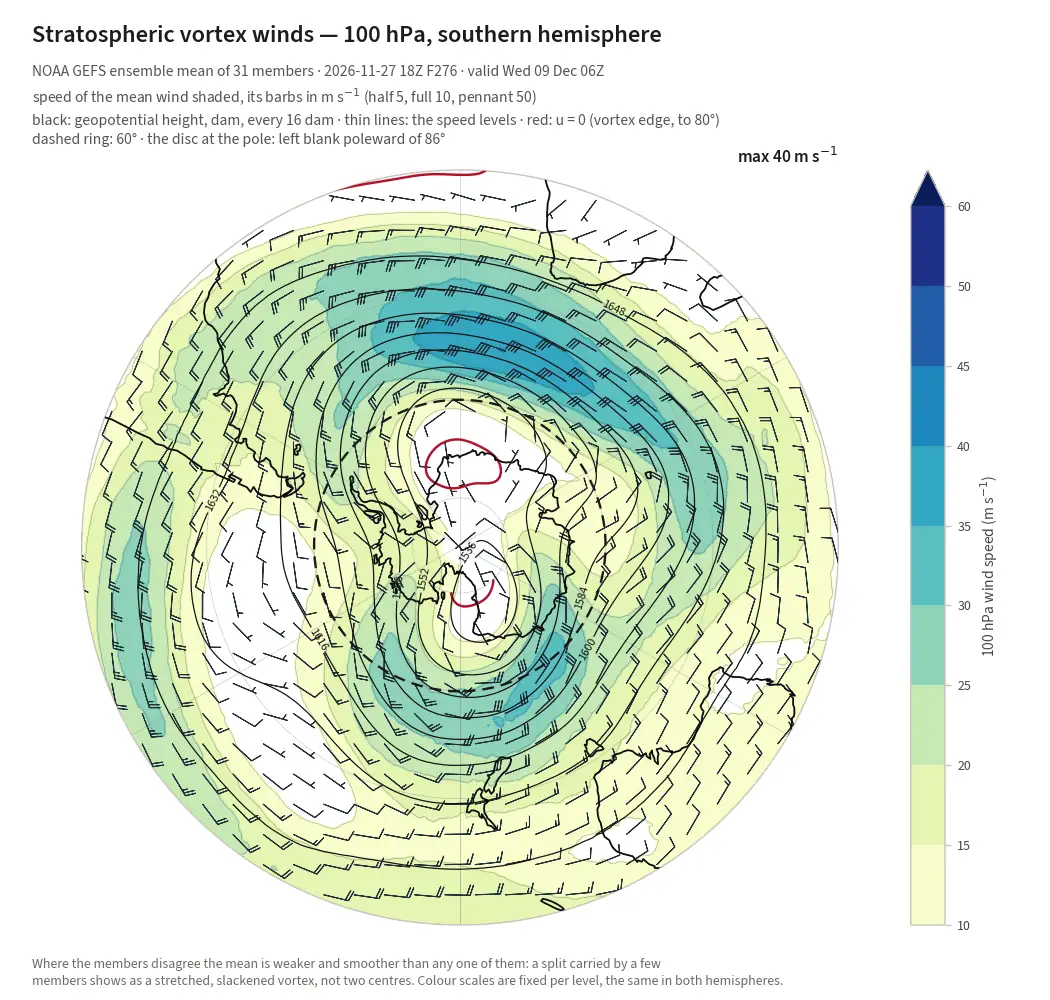 Stratospheric vortex winds — 100 hPa, southern hemisphere
NOAA GEFS ensemble mean of 31 members · 2026-11-27 18Z F276 · valid Wed 09 Dec 06Z
speed of the mean wind shaded, its barbs in m s⁻¹ (half 5, full 10, pennant 50)
black: geopotential height, dam, every 16 dam · thin lines: the speed levels · red: u = 0 (vortex edge, to 80°)
dashed ring: 60° · the disc at the pole: left blank poleward of 86°
max 40 m s⁻¹
60
50
45
40
35
30
25
20
15
10
100 hPa wind speed (m s⁻¹)
1648
1632
1536
1552
1584
1616
1600
Where the members disagree the mean is weaker and smoother than any one of them: a split carried by a few
members shows as a stretched, slackened vortex, not two centres. Colour scales are fixed per level, the same in both hemispheres.